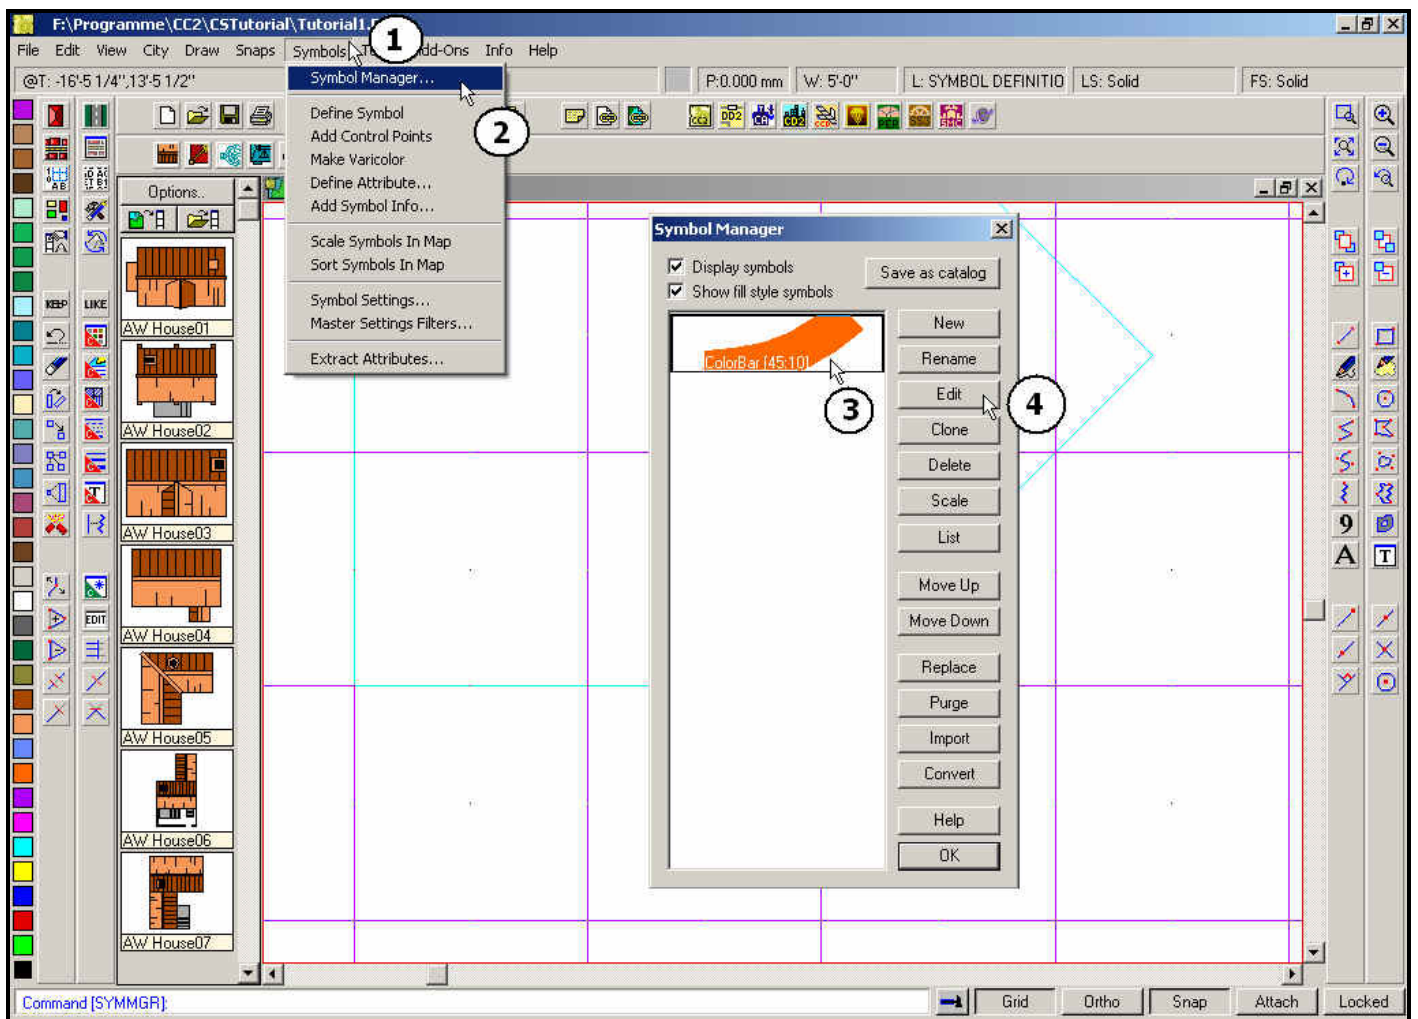 F:\Programme\CC2\CSTutorial\Tutorial1.
1
File Edit View City Draw Snaps Symbols dd-Ons Info Help
@T: -16'-5 1/4",13'-5 1/2"
P:0.000 mm
W: 5'-0"
L: SYMBOL DEFINITIO
LS: Solid
FS: Solid
Symbol Manager...
2
Define Symbol
Add Control Points
Make Varicolor
Define Attribute...
Add Symbol Info...
Scale Symbols In Map
Sort Symbols In Map
Symbol Settings...
Master Settings Filters...
Extract Attributes...
CC2
DD2
CA
CD2
CCP
KEEP
LIKE
EDIT
Options..
AW House01
AW House02
AW House03
AW House04
AW House05
AW House06
AW House07
Symbol Manager
Display symbols
Show fill style symbols
Save as catalog
ColorBar [45:10]
3
New
Rename
Edit
4
Clone
Delete
Scale
List
Move Up
Move Down
Replace
Purge
Import
Convert
Help
OK
9
A
T
Command [SYMMGR]:
Grid
Ortho
Snap
Attach
Locked